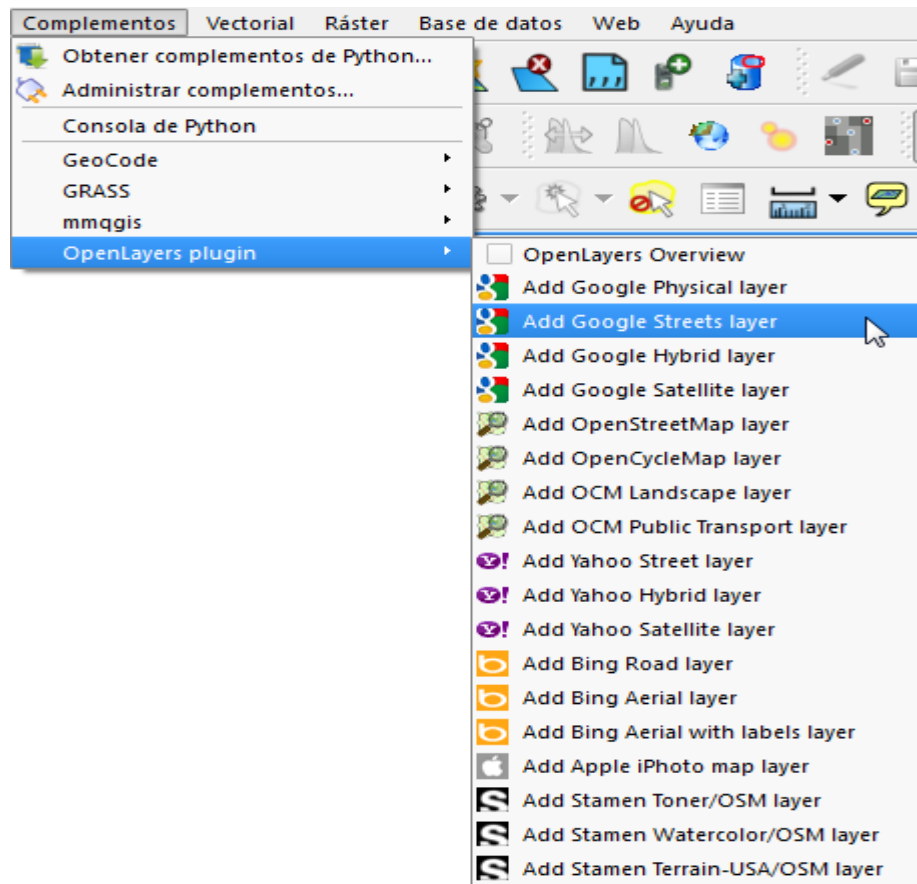 Complementos Vectorial Ráster Base de datos Web Ayuda
Obtener complementos de Python...
Administrar complementos...
Consola de Python
GeoCode
GRASS
mmqgis
OpenLayers plugin
OpenLayers Overview
Add Google Physical layer
Add Google Streets layer
Add Google Hybrid layer
Add Google Satellite layer
Add OpenStreetMap layer
Add OpenCycleMap layer
Add OCM Landscape layer
Add OCM Public Transport layer
Add Yahoo Street layer
Add Yahoo Hybrid layer
Add Yahoo Satellite layer
Add Bing Road layer
Add Bing Aerial layer
Add Bing Aerial with labels layer
Add Apple iPhoto map layer
Add Stamen Toner/OSM layer
Add Stamen Watercolor/OSM layer
Add Stamen Terrain-USA/OSM layer